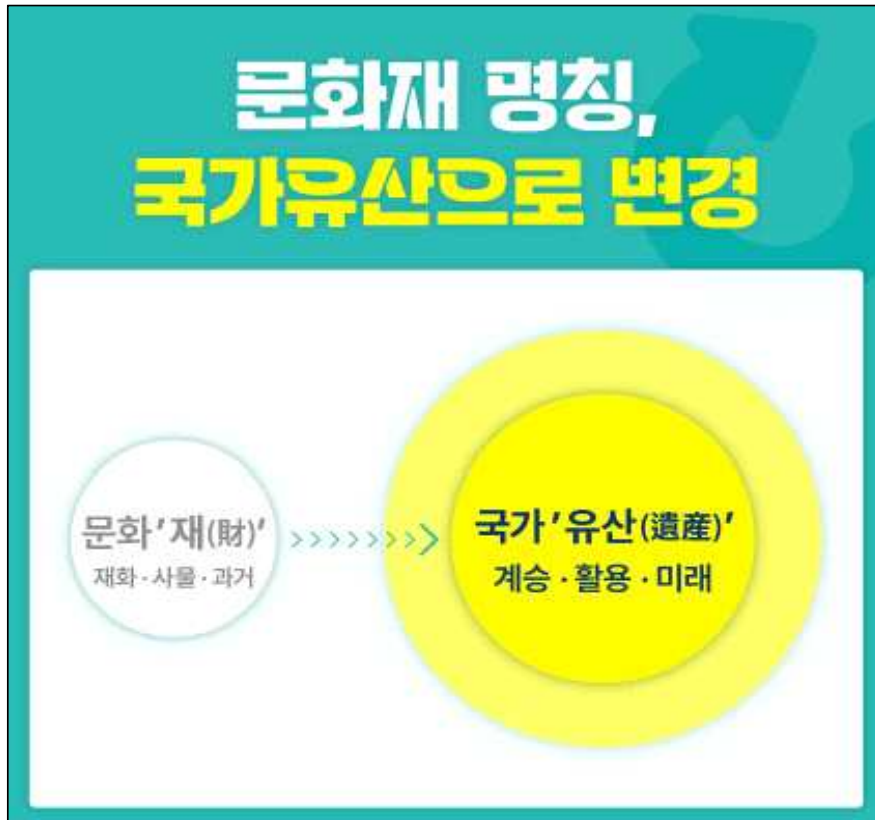 문화재 명칭,
국가유산으로 변경
문화'재(財)'
재화·사물·과거
>>>>>>>>
국가'유산(遺産)'
계승·활용·미래